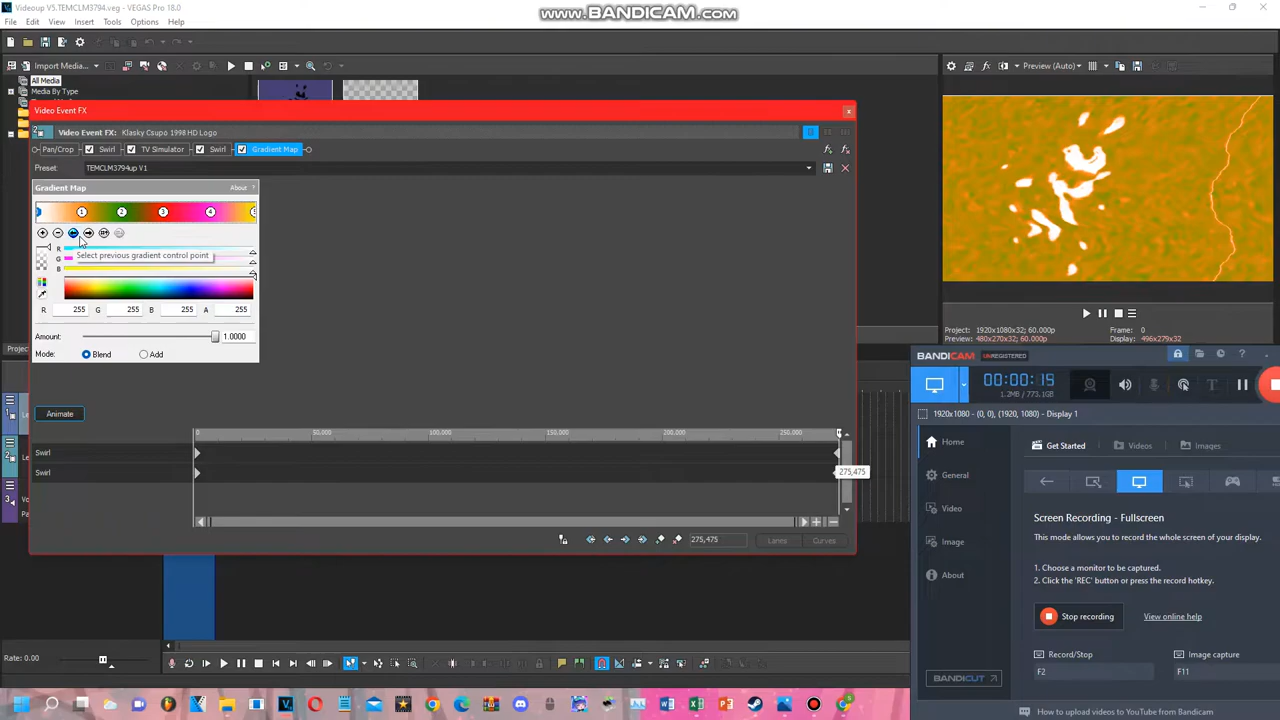 Videoup V5.TEMCLM3794.veg - VEGAS Pro 18.0
www.BANDICAM.com
File Edit View Insert Tools Options Help
Import Media...
Preview (Auto)
All Media
Media By Type
Video Event FX
Video Event FX: Klasky Csupo 1998 HD Logo
Pan/Crop Swirl TV Simulator Swirl Gradient Map
Preset: TEMCLM3794up V1
Gradient Map About ?
1 2 3 4
R
Select previous gradient control point
G
B
R 255 G 255 B 255 A 255
Amount: 1.0000
Mode: Blend Add
Project: 1920x1080x32; 60.000p Frame: 0
Preview: 480x270x32; 60.000p Display: 496x279x32
BANDICAM UNREGISTERED
00:00:19
1.2MB / 773.1GB
1920x1080 - (0, 0), (1920, 1080) - Display 1
Animate
0 50.000 100.000 150.000 200.000 250.000
Swirl
Swirl
275,475
275,475
Lanes Curves
Home
General
Video
Image
About
Get Started Videos Images
Screen Recording - Fullscreen
This mode allows you to record the whole screen of your display.
1. Choose a monitor to be captured.
2. Click the 'REC' button or press the record hotkey.
Stop recording View online help
Record/Stop Image capture
F2 F11
BANDICUT
How to upload videos to YouTube from Bandicam
Rate: 0.00